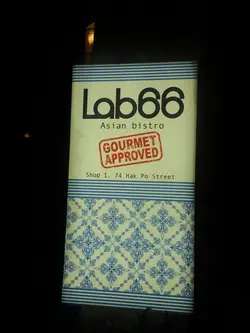 Lab66
Asian bistro
GOURMET
APPROVED
Shop 1. 74 Hak Po Street